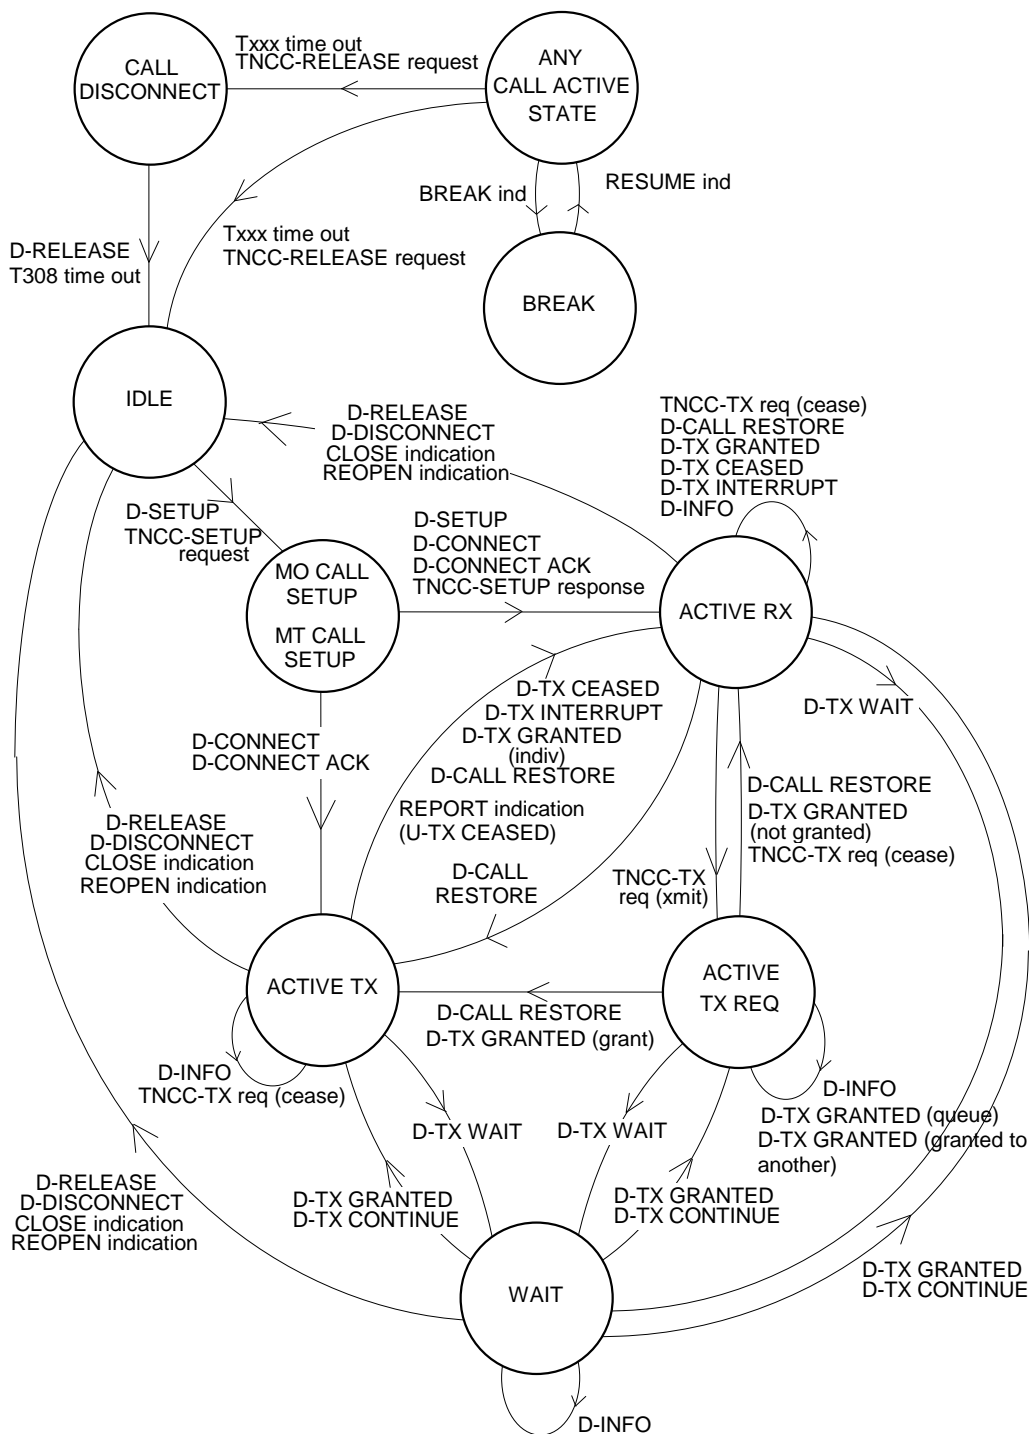 Txxx time out
TNCC-RELEASE request
CALL
DISCONNECT
ANY
CALL ACTIVE
STATE
BREAK ind
RESUME ind
D-RELEASE
T308 time out
Txxx time out
TNCC-RELEASE request
BREAK
IDLE
D-RELEASE
D-DISCONNECT
CLOSE indication
REOPEN indication
TNCC-TX req (cease)
D-CALL RESTORE
D-TX GRANTED
D-TX CEASED
D-TX INTERRUPT
D-INFO
D-SETUP
TNCC-SETUP
request
D-SETUP
D-CONNECT
D-CONNECT ACK
TNCC-SETUP response
MO CALL
SETUP
MT CALL
SETUP
ACTIVE RX
D-TX CEASED
D-TX INTERRUPT
D-TX GRANTED
(indiv)
D-CALL RESTORE
REPORT indication
(U-TX CEASED)
D-TX WAIT
D-CONNECT
D-CONNECT ACK
D-CALL RESTORE
D-TX GRANTED
(not granted)
TNCC-TX req (cease)
D-RELEASE
D-DISCONNECT
CLOSE indication
REOPEN indication
D-CALL
RESTORE
TNCC-TX
req (xmit)
ACTIVE TX
ACTIVE
TX REQ
D-CALL RESTORE
D-TX GRANTED (grant)
D-INFO
TNCC-TX req (cease)
D-INFO
D-TX GRANTED (queue)
D-TX GRANTED (granted to
another)
D-TX WAIT
D-TX WAIT
D-RELEASE
D-DISCONNECT
CLOSE indication
REOPEN indication
D-TX GRANTED
D-TX CONTINUE
D-TX GRANTED
D-TX CONTINUE
D-TX GRANTED
D-TX CONTINUE
WAIT
D-INFO